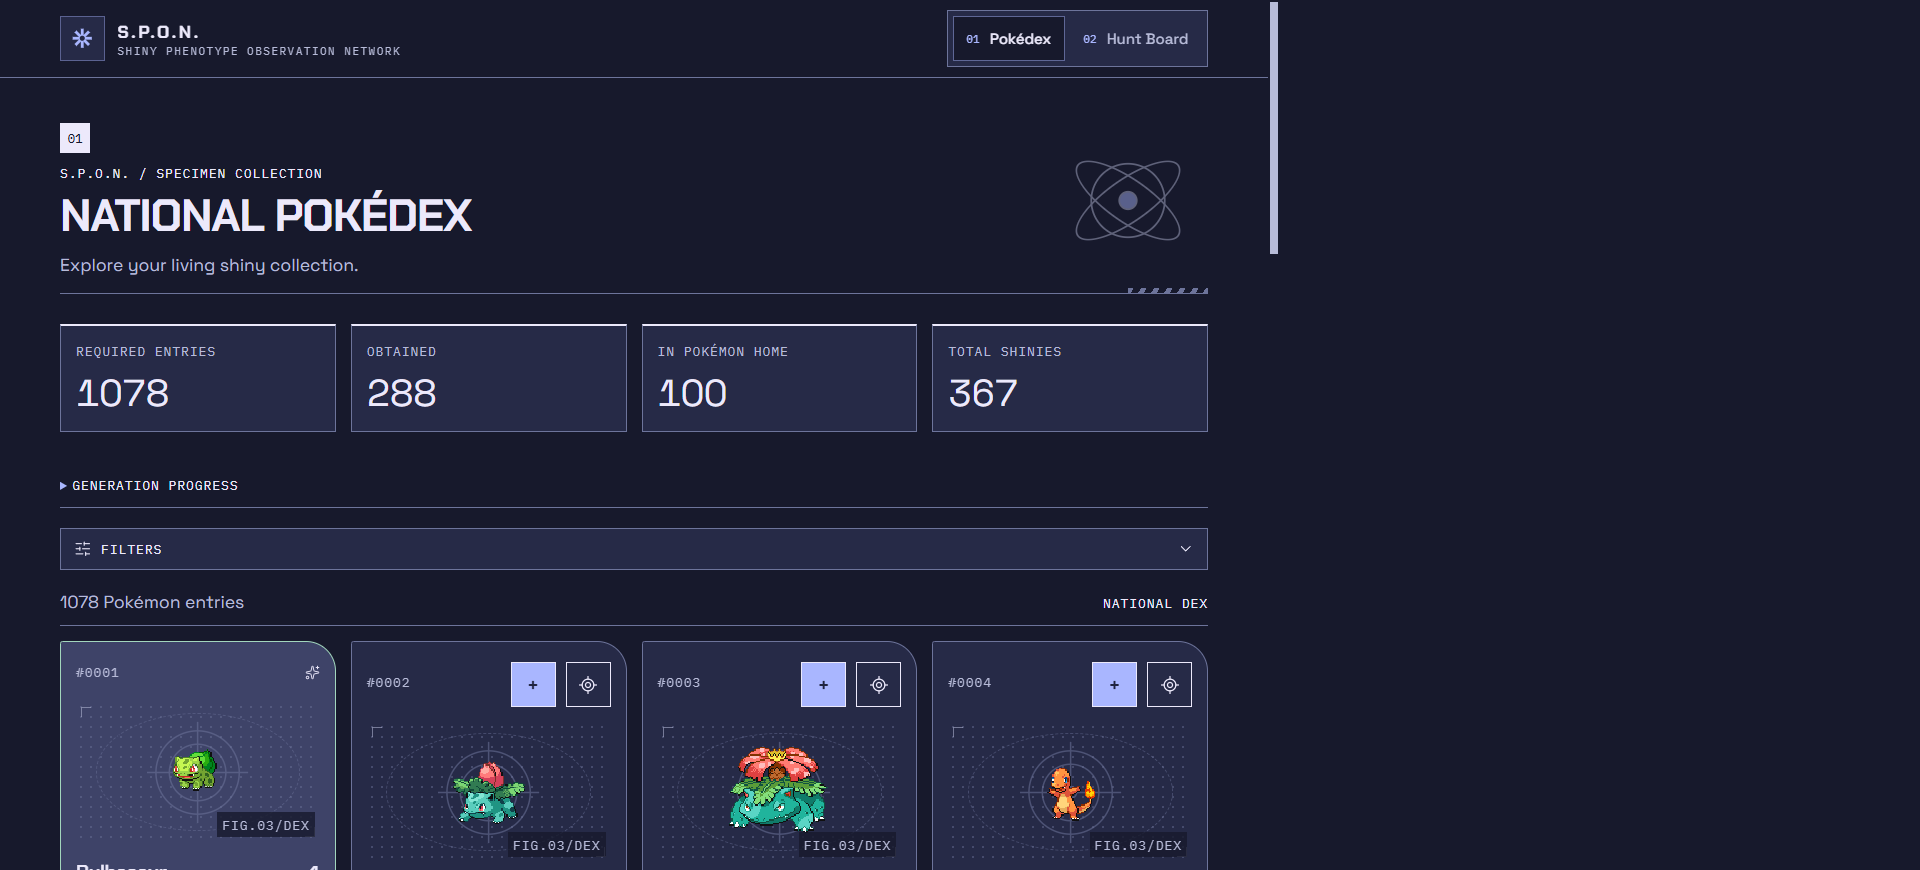 S.P.O.N.
SHINY PHENOTYPE OBSERVATION NETWORK
01 Pokédex
02 Hunt Board
01
S.P.O.N. / SPECIMEN COLLECTION
NATIONAL POKÉDEX
Explore your living shiny collection.
REQUIRED ENTRIES
1078
OBTAINED
288
IN POKÉMON HOME
100
TOTAL SHINIES
367
GENERATION PROGRESS
FILTERS
1078 Pokémon entries
NATIONAL DEX
#0001
FIG.03/DEX
#0002
+
FIG.03/DEX
#0003
+
FIG.03/DEX
#0004
+
FIG.03/DEX